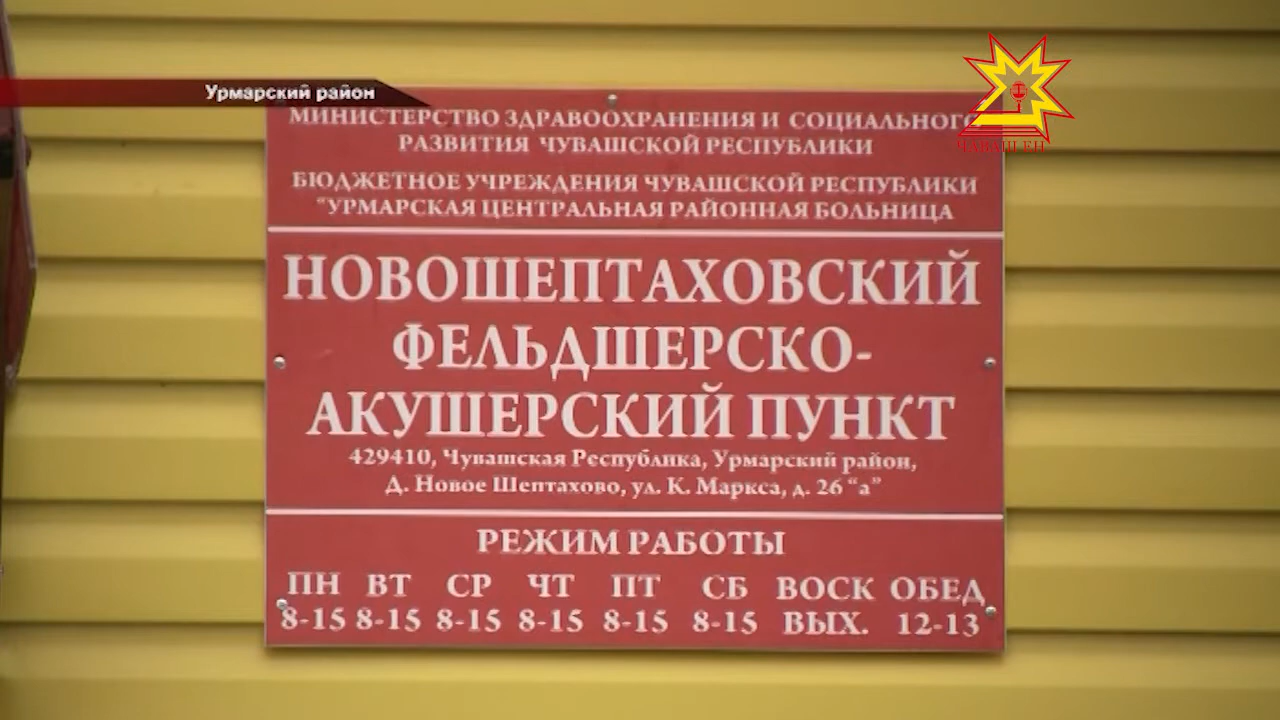 Урмарский район
ЧӐВАШ ЕН
МИНИСТЕРСТВО ЗДРАВООХРАНЕНИЯ И СОЦИАЛЬНОГО
РАЗВИТИЯ ЧУВАШСКОЙ РЕСПУБЛИКИ
БЮДЖЕТНОЕ УЧРЕЖДЕНИЯ ЧУВАШСКОЙ РЕСПУБЛИКИ
“УРМАРСКАЯ ЦЕНТРАЛЬНАЯ РАЙОННАЯ БОЛЬНИЦА
НОВОШЕПТАХОВСКИЙ
ФЕЛЬДШЕРСКО-
АКУШЕРСКИЙ ПУНКТ
429410, Чувашская Республика, Урмарский район,
Д. Новое Шептахово, ул. К. Маркса, д. 26 “а”
РЕЖИМ РАБОТЫ
ПН ВТ СР ЧТ ПТ СБ ВОСК ОБЕД
8-15 8-15 8-15 8-15 8-15 8-15 ВЫХ. 12-13